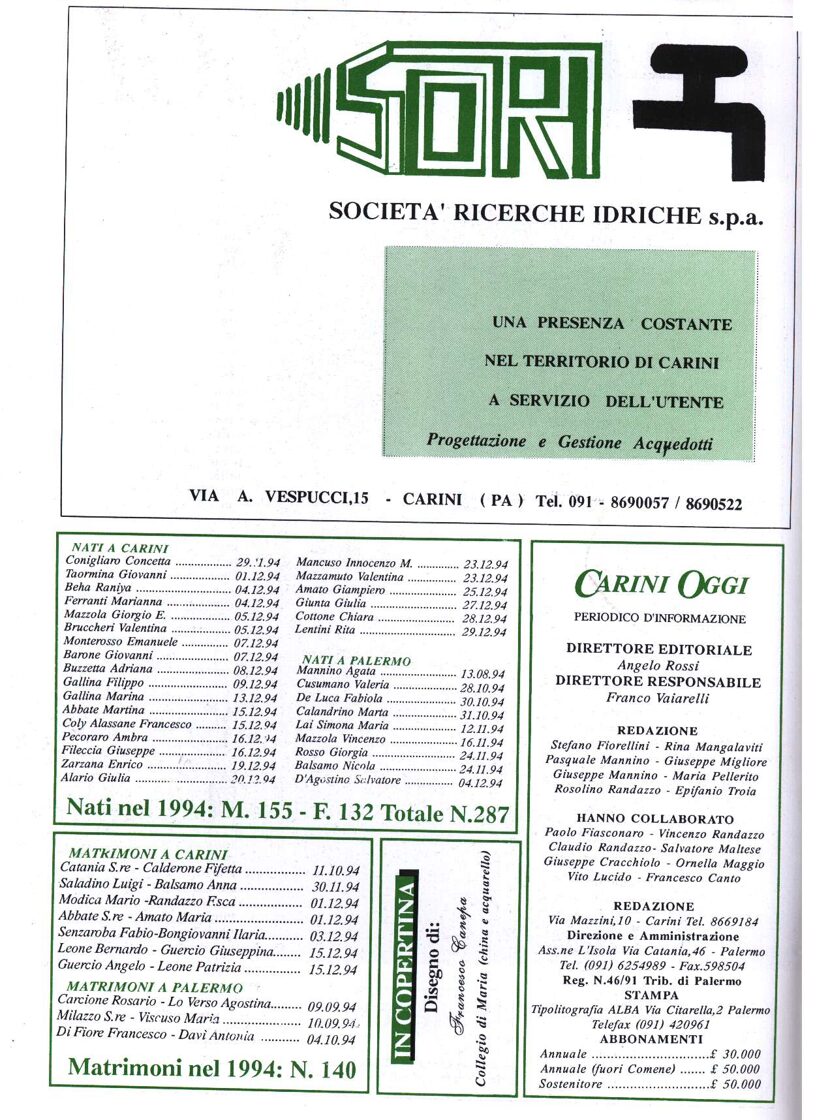 SORI
SOCIETA' RICERCHE IDRICHE s.p.a.
UNA PRESENZA COSTANTE
NEL TERRITORIO DI CARINI
A SERVIZIO DELL'UTENTE
Progettazione e Gestione Acquedotti
VIA A. VESPUCCI,15 - CARINI (PA) Tel. 091 - 8690057 / 8690522
NATI A CARINI
Conigliaro Concetta ................. 29.'1.94
Taormina Giovanni .................. 01.12.94
Beha Raniya ............................. 04.12.94
Ferranti Marianna .................... 04.12.94
Mazzola Giorgio E. ................... 05.12.94
Bruccheri Valentina .................. 05.12.94
Monterosso Emanuele ............... 07.12.94
Barone Giovanni ....................... 07.12.94
Buzzetta Adriana ....................... 08.12.94
Gallina Filippo .......................... 09.12.94
Gallina Marina .......................... 13.12.94
Abbate Martina ......................... 15.12.94
Coly Alassane Francesco .......... 15.12.94
Pecoraro Ambra ........................ 16.12.94
Fileccia Giuseppe ...................... 16.12.94
Zarzana Enrico .......................... 19.12.94
Alario Giulia ............................. 20.12.94
Mancuso Innocenzo M. ............. 23.12.94
Mazzamuto Valentina ................ 23.12.94
Amato Giampiero ...................... 25.12.94
Giunta Giulia ............................ 27.12.94
Cottone Chiara .......................... 28.12.94
Lentini Rita ............................... 29.12.94
NATI A PALERMO
Mannino Agata .......................... 13.08.94
Cusumano Valeria ..................... 28.10.94
De Luca Fabiola ........................ 30.10.94
Calandrino Marta ...................... 31.10.94
Lai Simona Maria ...................... 12.11.94
Mazzola Vincenzo ...................... 16.11.94
Rosso Giorgia ............................ 24.11.94
Balsamo Nicola .......................... 24.11.94
D'Agostino Salvatore ................. 04.12.94
Nati nel 1994: M. 155 - F. 132 Totale N.287
MATRIMONI A CARINI
Catania S.re - Calderone Fifetta .................. 11.10.94
Saladino Luigi - Balsamo Anna .................. 30.11.94
Modica Mario -Randazzo F.sca .................. 01.12.94
Abbate S.re - Amato Maria ........................ 01.12.94
Senzaroba Fabio-Bongiovanni Ilaria........... 03.12.94
Leone Bernardo - Guercio Giuseppina......... 15.12.94
Guercio Angelo - Leone Patrizia ................. 15.12.94
MATRIMONI A PALERMO
Carcione Rosario - Lo Verso Agostina......... 09.09.94
Milazzo S.re - Viscuso Maria ...................... 10.09.94
Di Fiore Francesco - Davi Antonia ............. 04.10.94
Matrimoni nel 1994: N. 140
IN COPERTINA
Disegno di:
Francesco Canepa
Collegio di Maria (china e acquarello)
CARINI OGGI
PERIODICO D'INFORMAZIONE
DIRETTORE EDITORIALE
Angelo Rossi
DIRETTORE RESPONSABILE
Franco Vaiarelli
REDAZIONE
Stefano Fiorellini - Rina Mangalaviti
Pasquale Mannino - Giuseppe Migliore
Giuseppe Mannino - Maria Pellerito
Rosolino Randazzo - Epifanio Troia
HANNO COLLABORATO
Paolo Fiasconaro - Vincenzo Randazzo
Claudio Randazzo- Salvatore Maltese
Giuseppe Cracchiolo - Ornella Maggio
Vito Lucido - Francesco Canto
REDAZIONE
Via Mazzini,10 - Carini Tel. 8669184
Direzione e Amministrazione
Ass.ne L'Isola Via Catania,46 - Palermo
Tel. (091) 6254989 - Fax.598504
Reg. N.46/91 Trib. di Palermo
STAMPA
Tipolitografia ALBA Via Citarella,2 Palermo
Telefax (091) 420961
ABBONAMENTI
Annuale ............................£ 30.000
Annuale (fuori Comene) ....... £ 50.000
Sostenitore ..........................£ 50.000